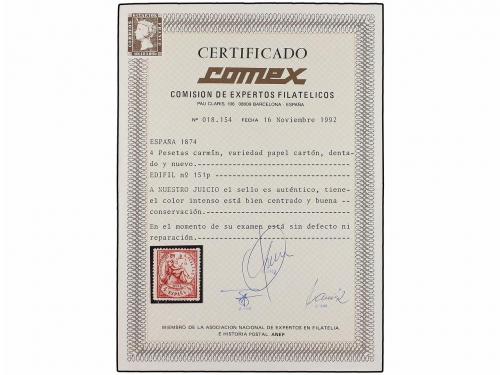 CERTIFICADO
comex
COMISION DE EXPERTOS FILATELICOS
PAU CLARIS, 106 08009 BARCELONA - ESPAÑA
Nº 018.154 FECHA 16 Noviembre 1992
ESPAÑA 1874
4 Pesetas carmín, variedad papel cartón, denta-
do y nuevo.
EDIFIL nº 151p
A NUESTRO JUICIO el sello es auténtico, tiene-
el color intenso está bien centrado y buena --
conservación.
En el momento de su examen está sin defecto ni
reparación.
ESPAÑA
MIEMBRO DE LA ASOCIACION NACIONAL DE EXPERTOS EN FILATELIA
E HISTORIA POSTAL ANEF